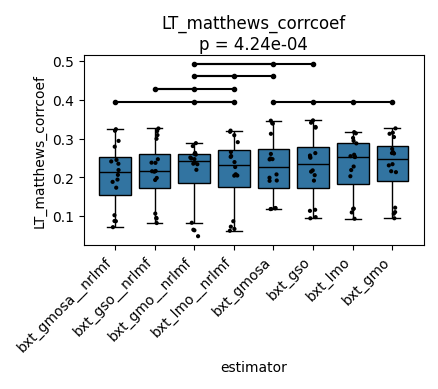 LT_matthews_corrcoef
p = 4.24e-04
0.5
0.4
0.3
0.2
0.1
LT_matthews_corrcoef
bxt_gmosa__nrlmf
bxt_gso__nrlmf
bxt_gmo__nrlmf
bxt_lmo__nrlmf
bxt_gmosa
bxt_gso
bxt_lmo
bxt_gmo
estimator